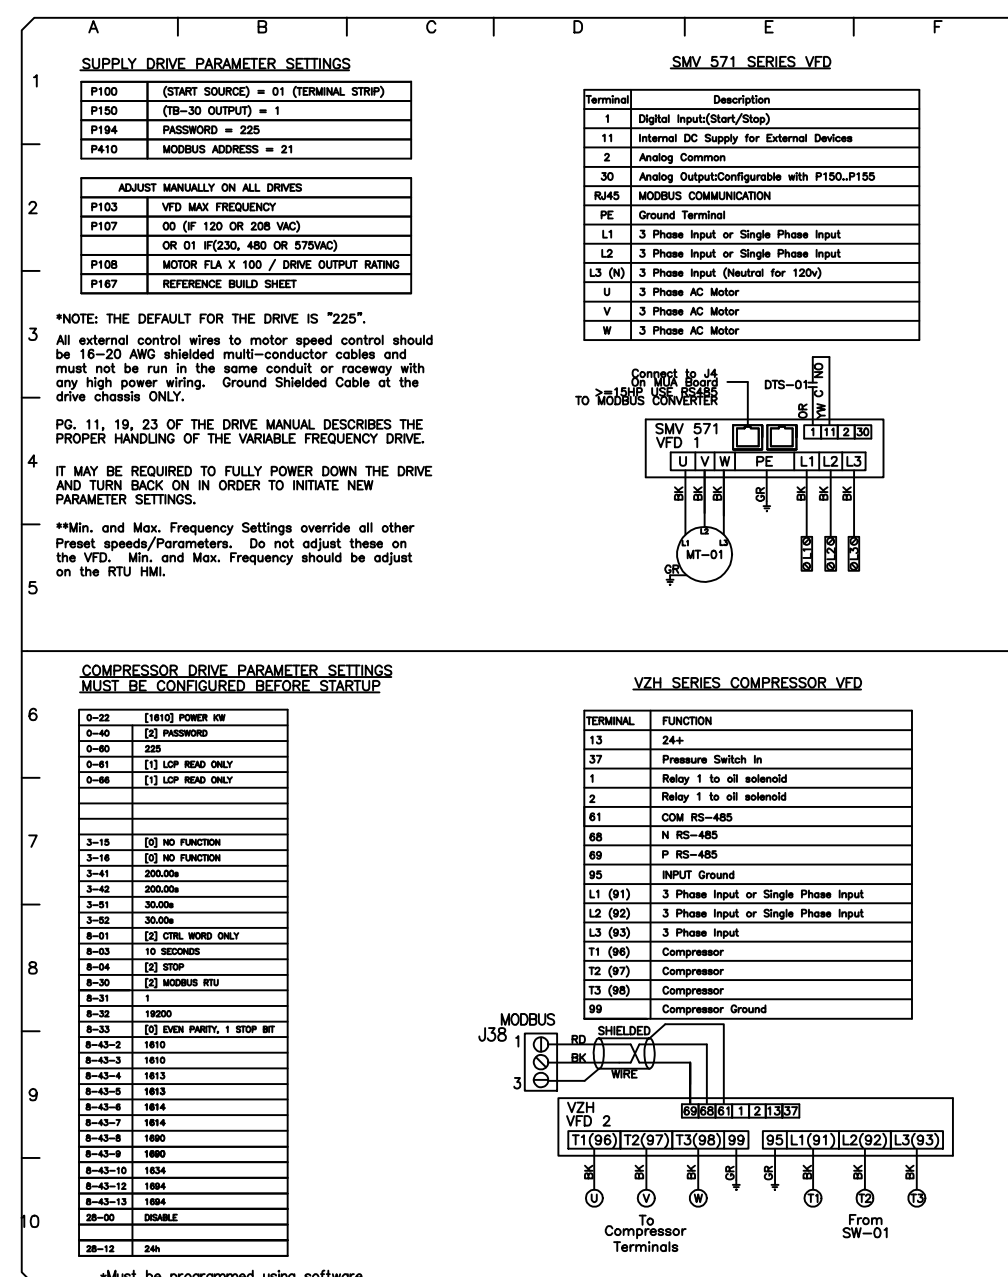 A B C D E F
1
2
3
4
5
6
7
8
9
10
SUPPLY DRIVE PARAMETER SETTINGS
P100 (START SOURCE) = 01 (TERMINAL STRIP)
P150 (TB-30 OUTPUT) = 1
P194 PASSWORD = 225
P410 MODBUS ADDRESS = 21
ADJUST MANUALLY ON ALL DRIVES
P103 VFD MAX FREQUENCY
P107 00 (IF 120 OR 208 VAC)
OR 01 IF(230, 480 OR 575VAC)
P108 MOTOR FLA X 100 / DRIVE OUTPUT RATING
P167 REFERENCE BUILD SHEET
*NOTE: THE DEFAULT FOR THE DRIVE IS "225".
All external control wires to motor speed control should
be 16-20 AWG shielded multi-conductor cables and
must not be run in the same conduit or raceway with
any high power wiring. Ground Shielded Cable at the
drive chassis ONLY.
PG. 11, 19, 23 OF THE DRIVE MANUAL DESCRIBES THE
PROPER HANDLING OF THE VARIABLE FREQUENCY DRIVE.
IT MAY BE REQUIRED TO FULLY POWER DOWN THE DRIVE
AND TURN BACK ON IN ORDER TO INITIATE NEW
PARAMETER SETTINGS.
**Min. and Max. Frequency Settings override all other
Preset speeds/Parameters. Do not adjust these on
the VFD. Min. and Max. Frequency should be adjust
on the RTU HMI.
SMV 571 SERIES VFD
Terminal Description
1 Digital Input:(Start/Stop)
11 Internal DC Supply for External Devices
2 Analog Common
30 Analog Output:Configurable with P150..P155
RJ45 MODBUS COMMUNICATION
PE Ground Terminal
L1 3 Phase Input or Single Phase Input
L2 3 Phase Input or Single Phase Input
L3 (N) 3 Phase Input (Neutral for 120v)
U 3 Phase AC Motor
V 3 Phase AC Motor
W 3 Phase AC Motor
Connect to J4
On MUA Board
>=15HP USE RS485
TO MODBUS CONVERTER
DTS-01
NO
C
OR
YW
SMV 571
VFD 1
1 11 2 30
U V W PE L1 L2 L3
BK BK BK GR BK BK BK
L1 L2 L3
MT-01
GR
ØL1Ø ØL2Ø ØL3Ø
COMPRESSOR DRIVE PARAMETER SETTINGS
MUST BE CONFIGURED BEFORE STARTUP
0-22 [1610] POWER KW
0-40 [2] PASSWORD
0-60 225
0-61 [1] LCP READ ONLY
0-66 [1] LCP READ ONLY
3-15 [0] NO FUNCTION
3-16 [0] NO FUNCTION
3-41 200.00s
3-42 200.00s
3-51 30.00s
3-52 30.00s
8-01 [2] CTRL WORD ONLY
8-03 10 SECONDS
8-04 [2] STOP
8-30 [2] MODBUS RTU
8-31 1
8-32 19200
8-33 [0] EVEN PARITY, 1 STOP BIT
8-43-2 1610
8-43-3 1610
8-43-4 1613
8-43-5 1613
8-43-6 1614
8-43-7 1614
8-43-8 1690
8-43-9 1690
8-43-10 1634
8-43-12 1694
8-43-13 1694
28-00 DISABLE
28-12 24h
*Must be programmed using software
VZH SERIES COMPRESSOR VFD
TERMINAL FUNCTION
13 24+
37 Pressure Switch In
1 Relay 1 to oil solenoid
2 Relay 1 to oil solenoid
61 COM RS-485
68 N RS-485
69 P RS-485
95 INPUT Ground
L1 (91) 3 Phase Input or Single Phase Input
L2 (92) 3 Phase Input or Single Phase Input
L3 (93) 3 Phase Input
T1 (96) Compressor
T2 (97) Compressor
T3 (98) Compressor
99 Compressor Ground
MODBUS
J38 1
3
RD
BK
SHIELDED
WIRE
VZH
VFD 2
69 68 61 1 2 13 37
T1(96) T2(97) T3(98) 99 95 L1(91) L2(92) L3(93)
BK BK BK GR GR BK BK BK
U V W T1 T2 T3
To
Compressor
Terminals
From
SW-01